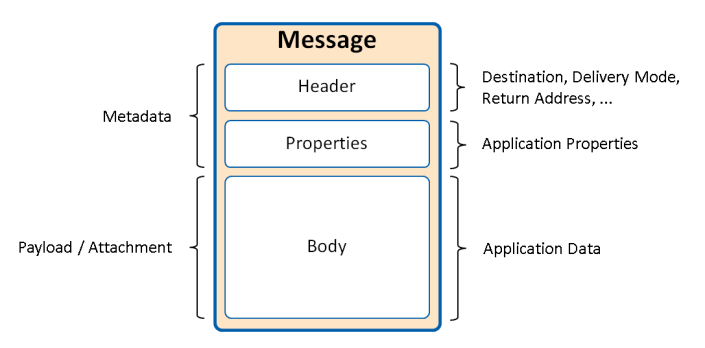 Message
Header
Destination, Delivery Mode,
Return Address, ...
Metadata
Properties
Application Properties
Payload / Attachment
Body
Application Data